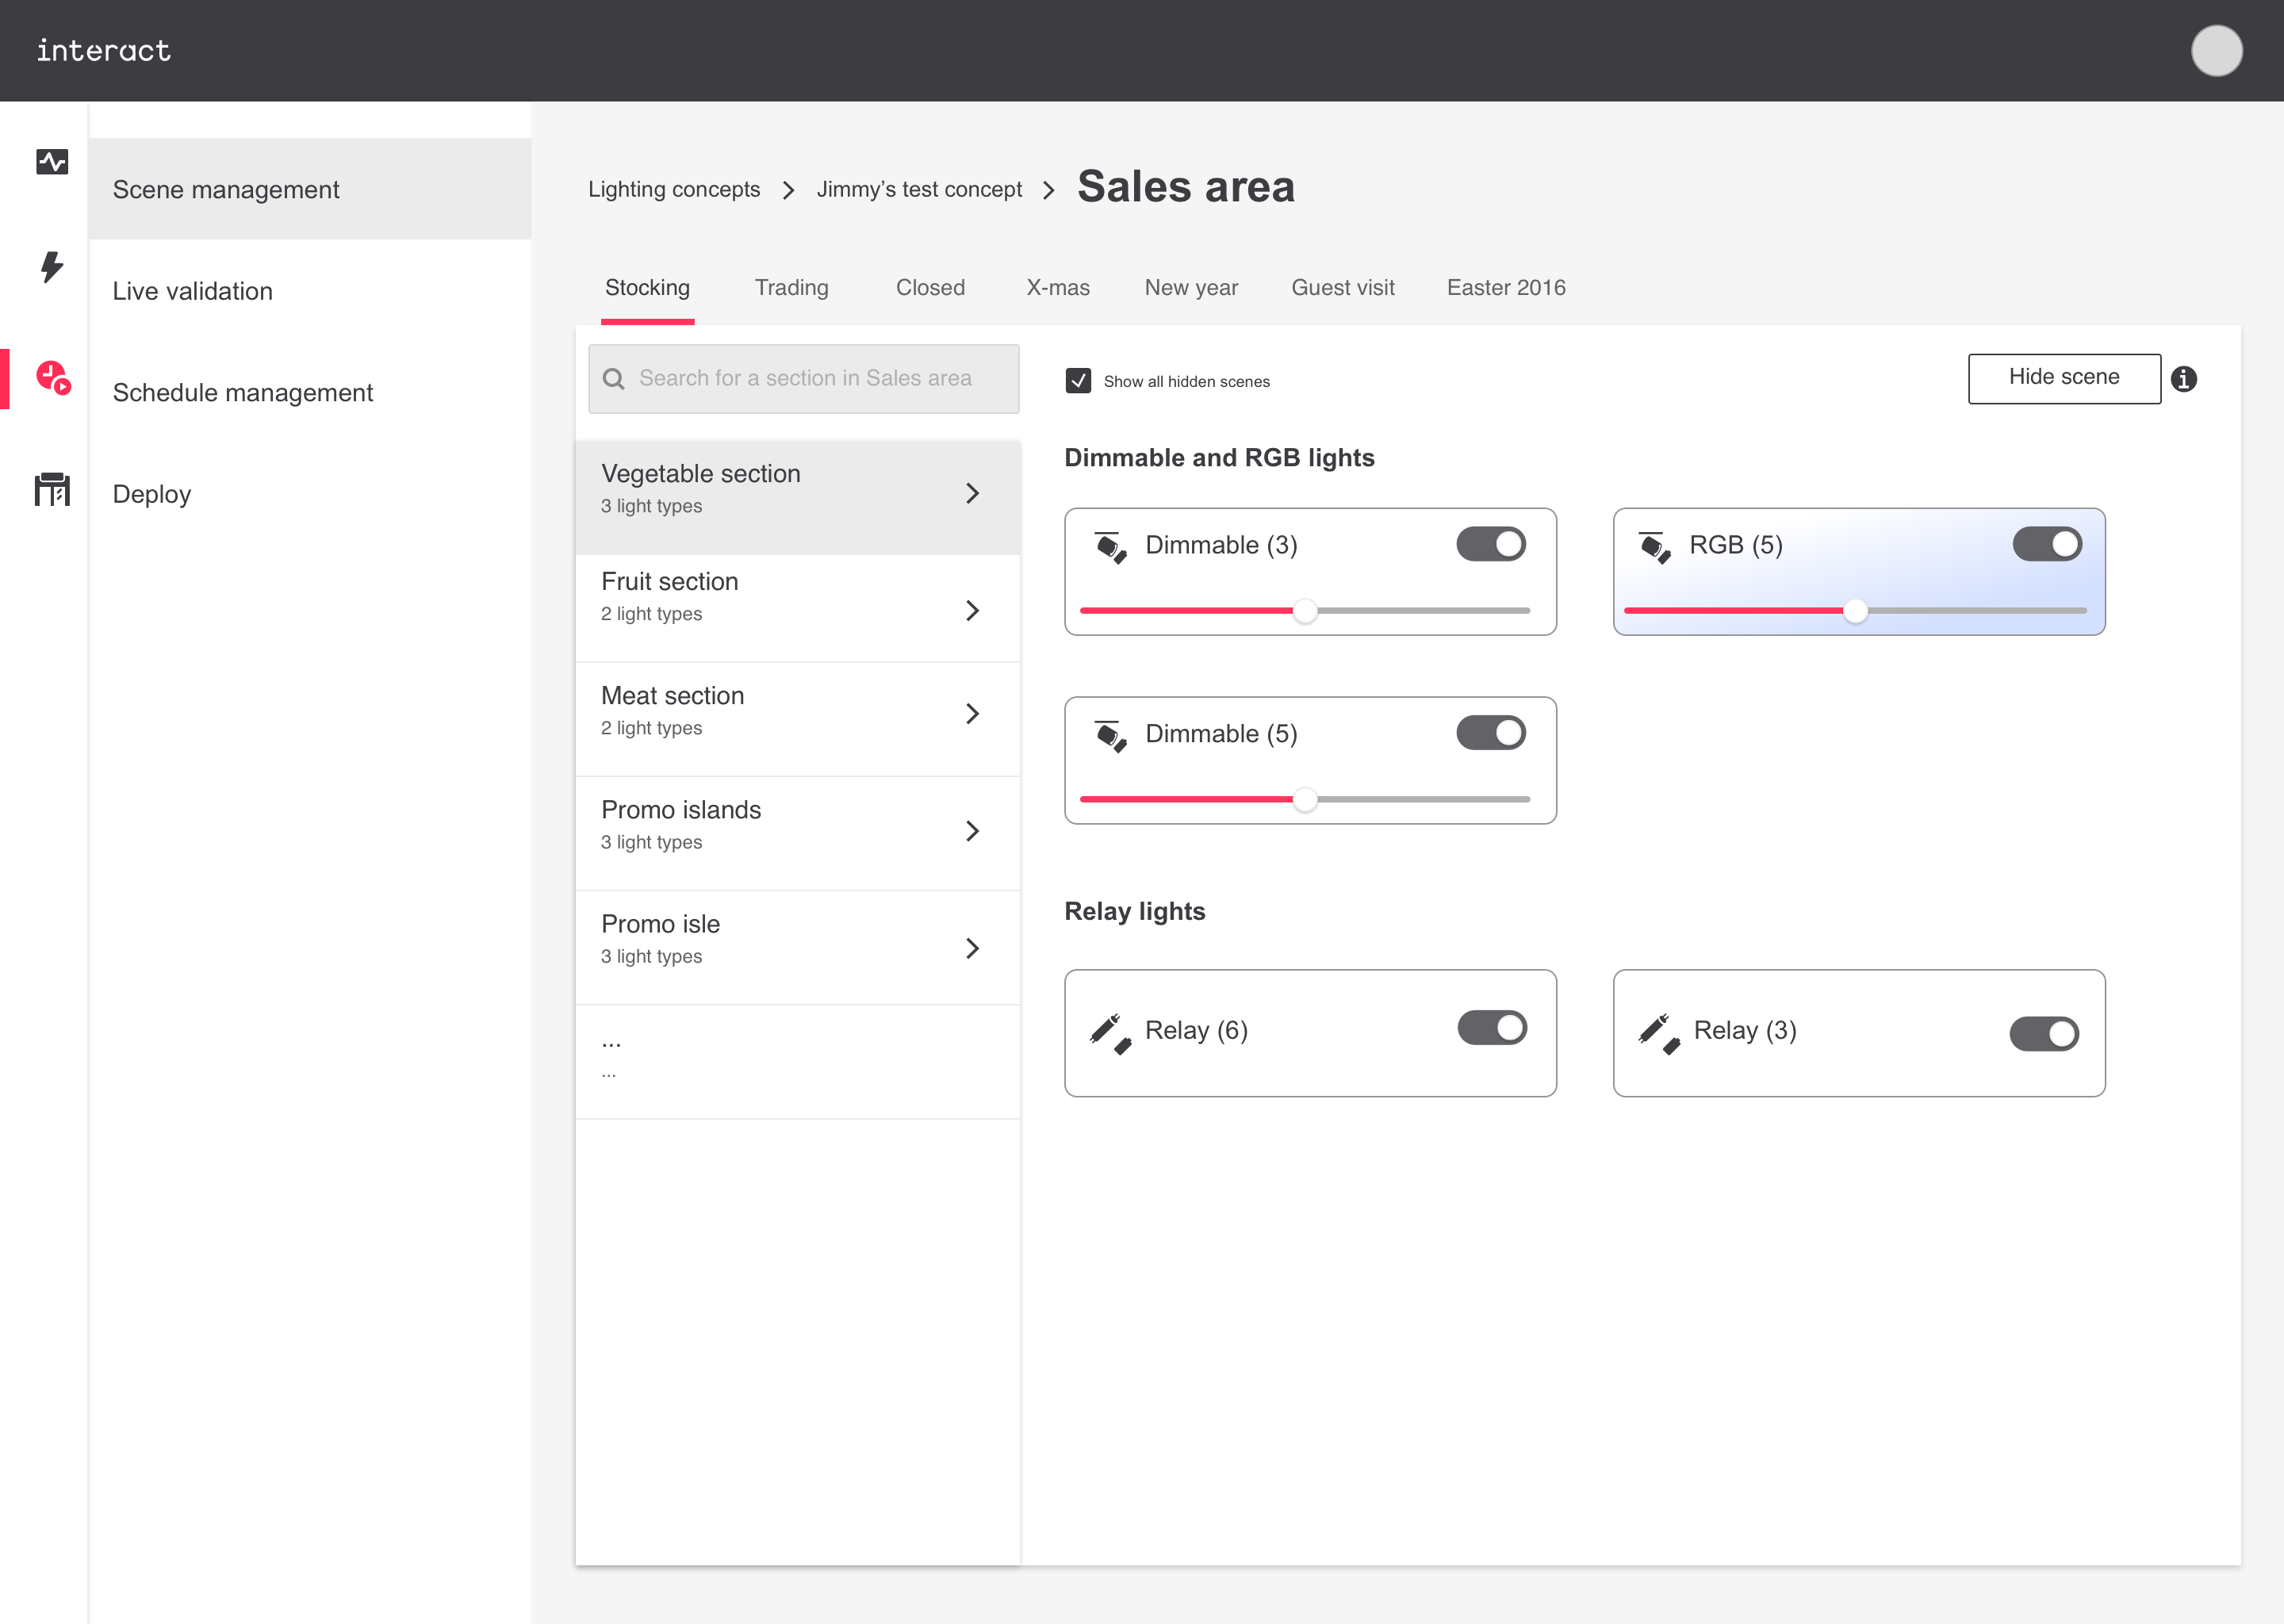 interact
Scene management
Live validation
Schedule management
Deploy
Lighting concepts
Jimmy’s test concept
Sales area
Stocking
Trading
Closed
X-mas
New year
Guest visit
Easter 2016
Search for a section in Sales area
Show all hidden scenes
Hide scene
Vegetable section
3 light types
Fruit section
2 light types
Meat section
2 light types
Promo islands
3 light types
Promo isle
3 light types
...
...
Dimmable and RGB lights
Dimmable (3)
RGB (5)
Dimmable (5)
Relay lights
Relay (6)
Relay (3)